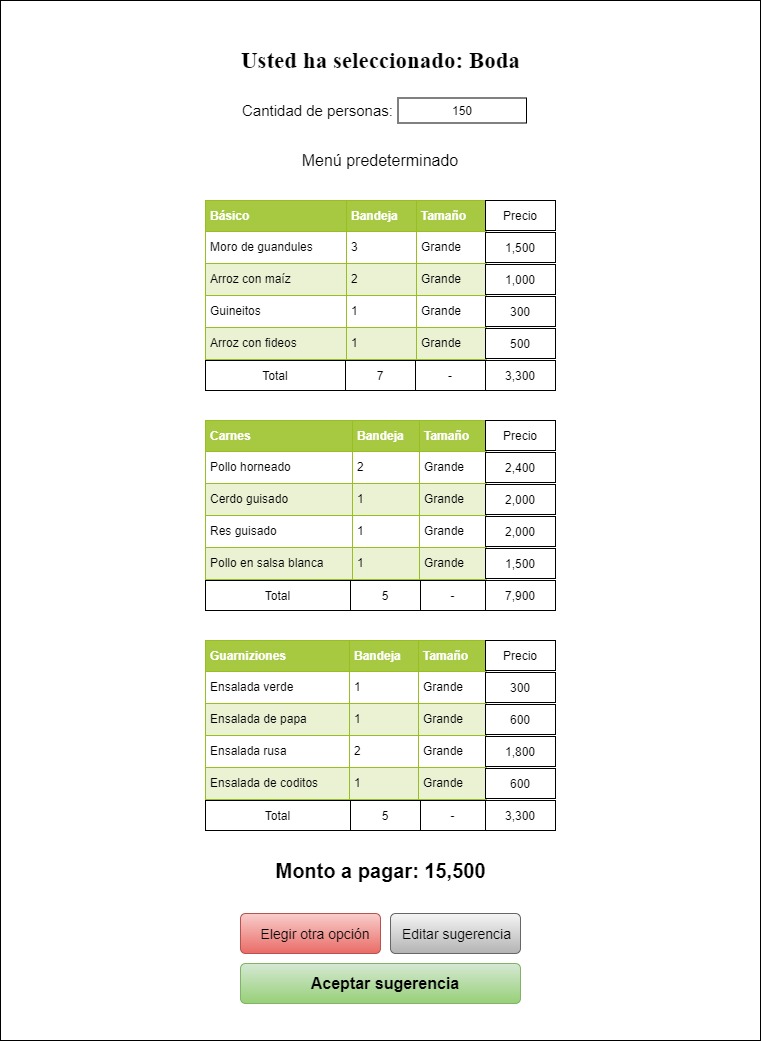 Usted ha seleccionado: Boda
Cantidad de personas: 150
Menú predeterminado
Básico Bandeja Tamaño Precio
Moro de guandules 3 Grande 1,500
Arroz con maíz 2 Grande 1,000
Guineitos 1 Grande 300
Arroz con fideos 1 Grande 500
Total 7 - 3,300
Carnes Bandeja Tamaño Precio
Pollo horneado 2 Grande 2,400
Cerdo guisado 1 Grande 2,000
Res guisado 1 Grande 2,000
Pollo en salsa blanca 1 Grande 1,500
Total 5 - 7,900
Guarniziones Bandeja Tamaño Precio
Ensalada verde 1 Grande 300
Ensalada de papa 1 Grande 600
Ensalada rusa 2 Grande 1,800
Ensalada de coditos 1 Grande 600
Total 5 - 3,300
Monto a pagar: 15,500
Elegir otra opción Editar sugerencia
Aceptar sugerencia